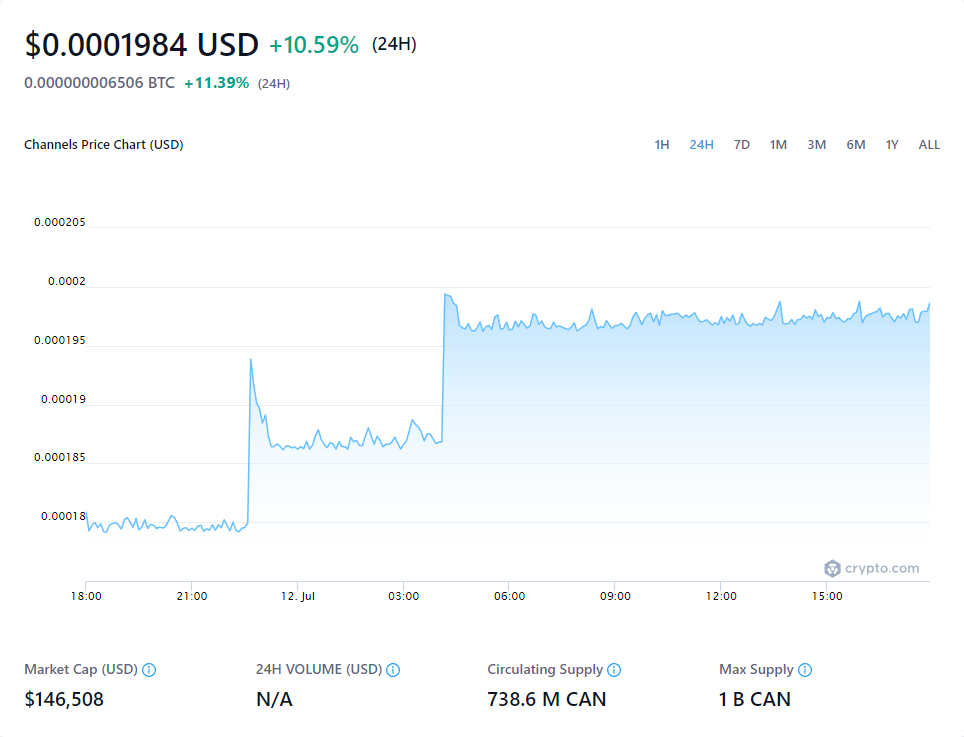 $0.0001984 USD +10.59% (24H)
0.000000006506 BTC +11.39% (24H)
Channels Price Chart (USD) 1H 24H 7D 1M 3M 6M 1Y ALL
0.000205
0.0002
0.000195
0.00019
0.000185
0.00018
crypto.com
18:00 21:00 12. Jul 03:00 06:00 09:00 12:00 15:00
Market Cap (USD) 24H VOLUME (USD) Circulating Supply Max Supply
$146,508 N/A 738.6 M CAN 1 B CAN